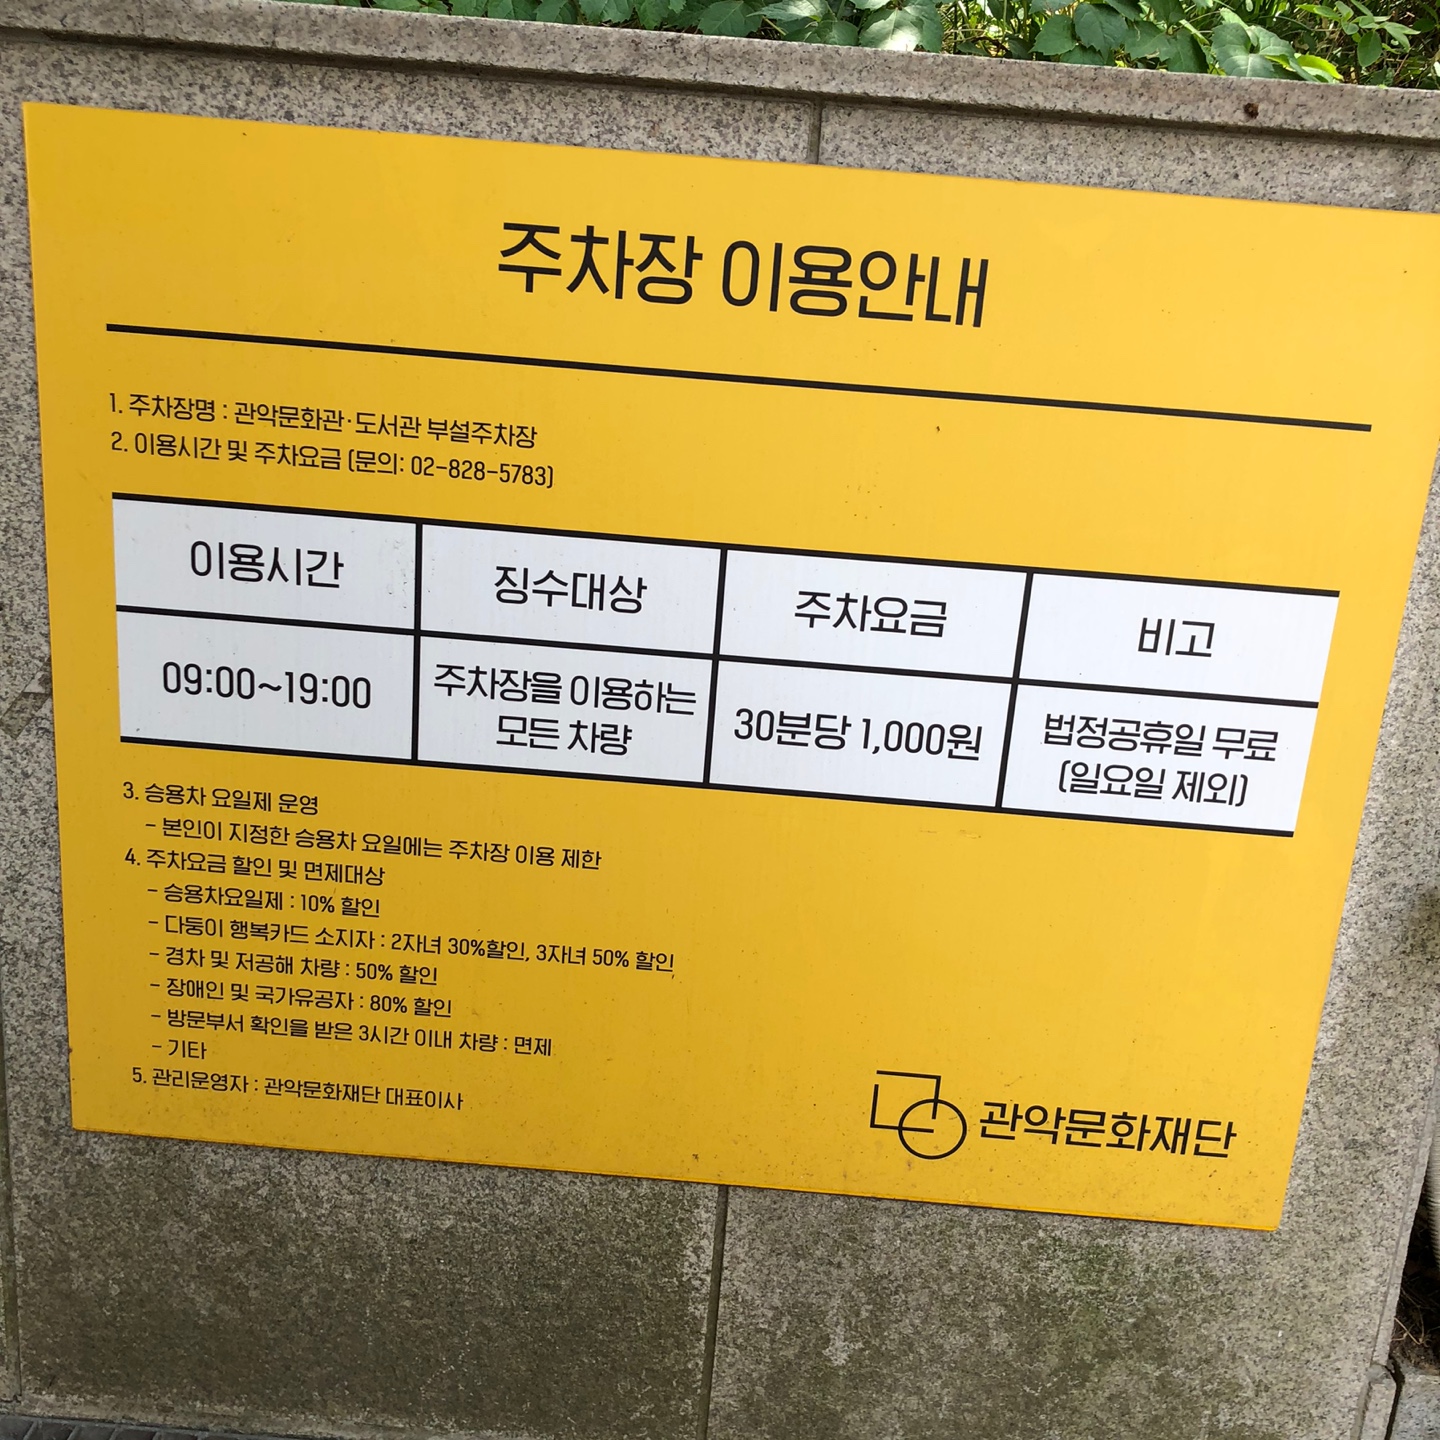 주차장 이용안내
1. 주차장명 : 관악문화관·도서관 부설주차장
2. 이용시간 및 주차요금 (문의: 02-828-5783)
이용시간 징수대상 주차요금 비고
09:00~19:00 주차장을 이용하는 모든 차량 30분당 1,000원 법정공휴일 무료 (일요일 제외)
3. 승용차 요일제 운영
- 본인이 지정한 승용차 요일에는 주차장 이용 제한
4. 주차요금 할인 및 면제대상
- 승용차요일제 : 10% 할인
- 다둥이 행복카드 소지자 : 2자녀 30%할인, 3자녀 50% 할인
- 경차 및 저공해 차량 : 50% 할인
- 장애인 및 국가유공자 : 80% 할인
- 방문부서 확인을 받은 3시간 이내 차량 : 면제
- 기타
5. 관리운영자 : 관악문화재단 대표이사
관악문화재단